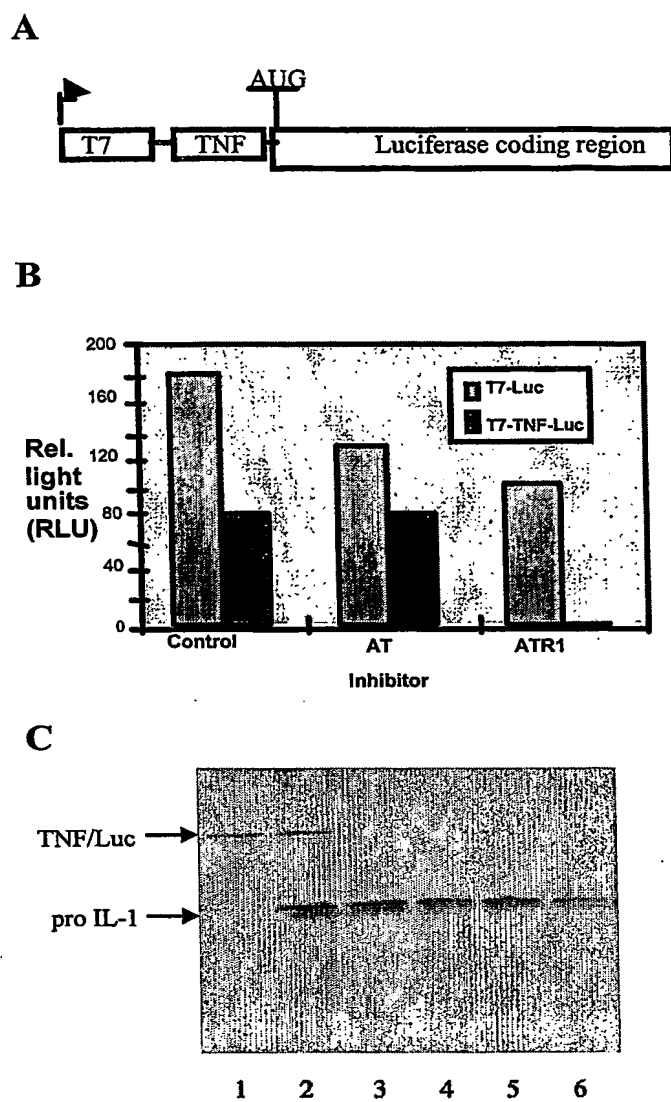 A
AUG
T7
TNF
Luciferase coding region
B
200
160
120
80
40
0
Rel.
light
units
(RLU)
T7-Luc
T7-TNF-Luc
Control
AT
ATR1
Inhibitor
C
TNF/Luc
pro IL-1
1 2 3 4 5 6